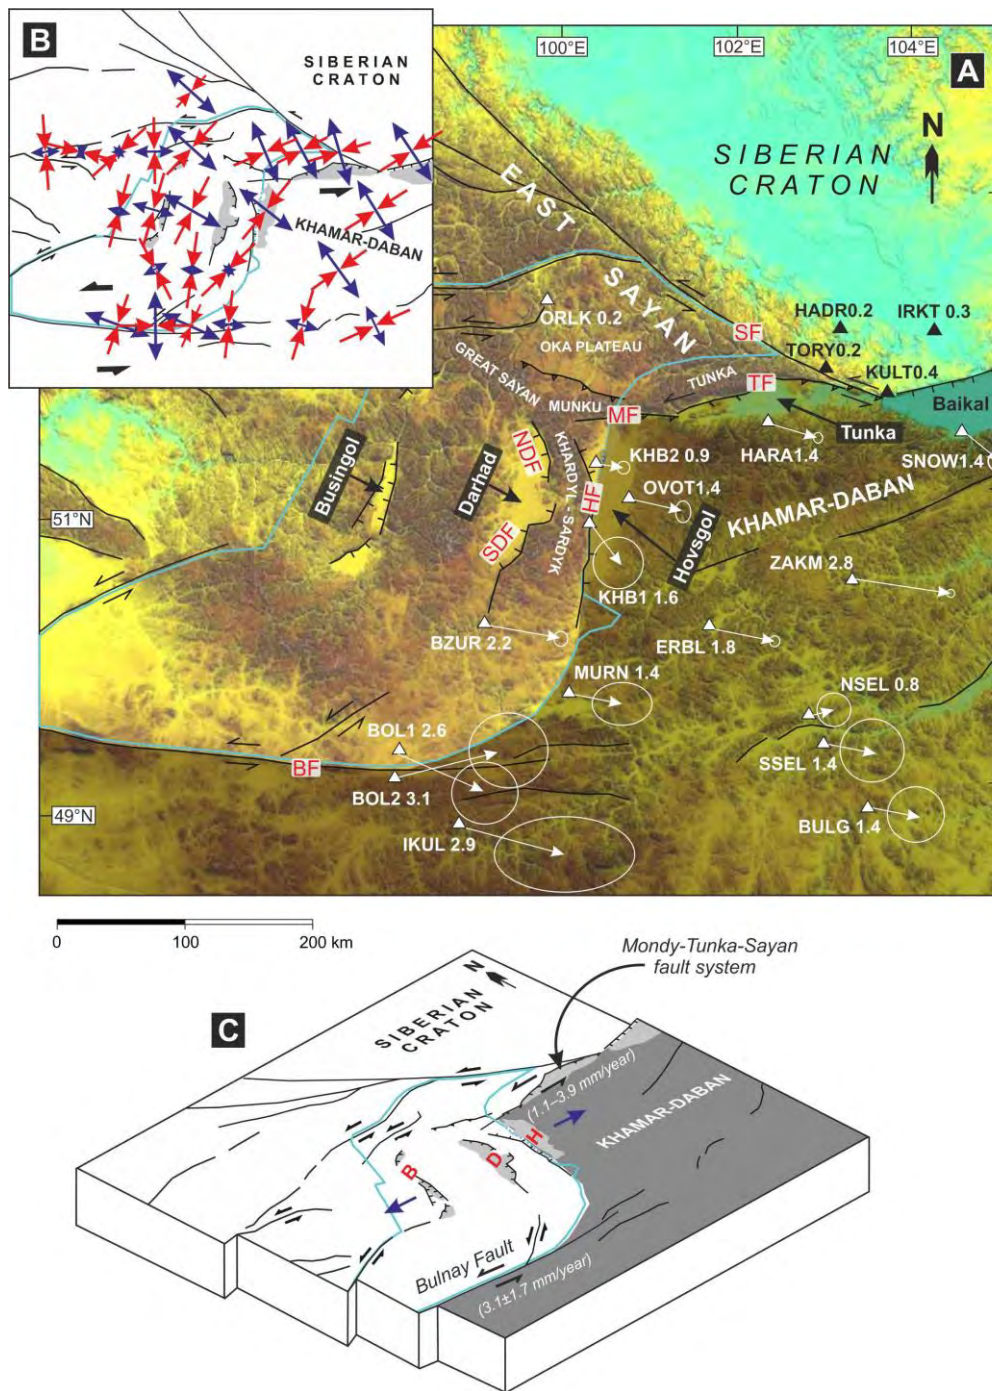 B
SIBERIAN
CRATON
KHAMAR-DABAN
100°E
102°E
104°E
A
N
SIBERIAN
CRATON
EAST
SAYAN
ORLK 0.2
OKA PLATEAU
SF
HADR0.2
IRKT 0.3
TORY0.2
KULT0.4
GREAT SAYAN
MUNKU
MF
TUNKA
TF
Baikal
Tunka
HARA1.4
SNOW1.4
Busingol
Darhad
NDF
KHARDYL - SARDYK
KHB2 0.9
OVOT1.4
HF
KHAMAR-DABAN
51°N
SDF
Hovsgol
ZAKM 2.8
KHB1 1.6
BZUR 2.2
ERBL 1.8
MURN 1.4
NSEL 0.8
BOL1 2.6
SSEL 1.4
BF
BOL2 3.1
49°N
IKUL 2.9
BULG 1.4
0
100
200 km
Mondy-Tunka-Sayan
fault system
C
N
SIBERIAN
CRATON
(1.1–3.9 mm/year)
KHAMAR-DABAN
H
D
B
Bulnay Fault
(3.1±1.7 mm/year)